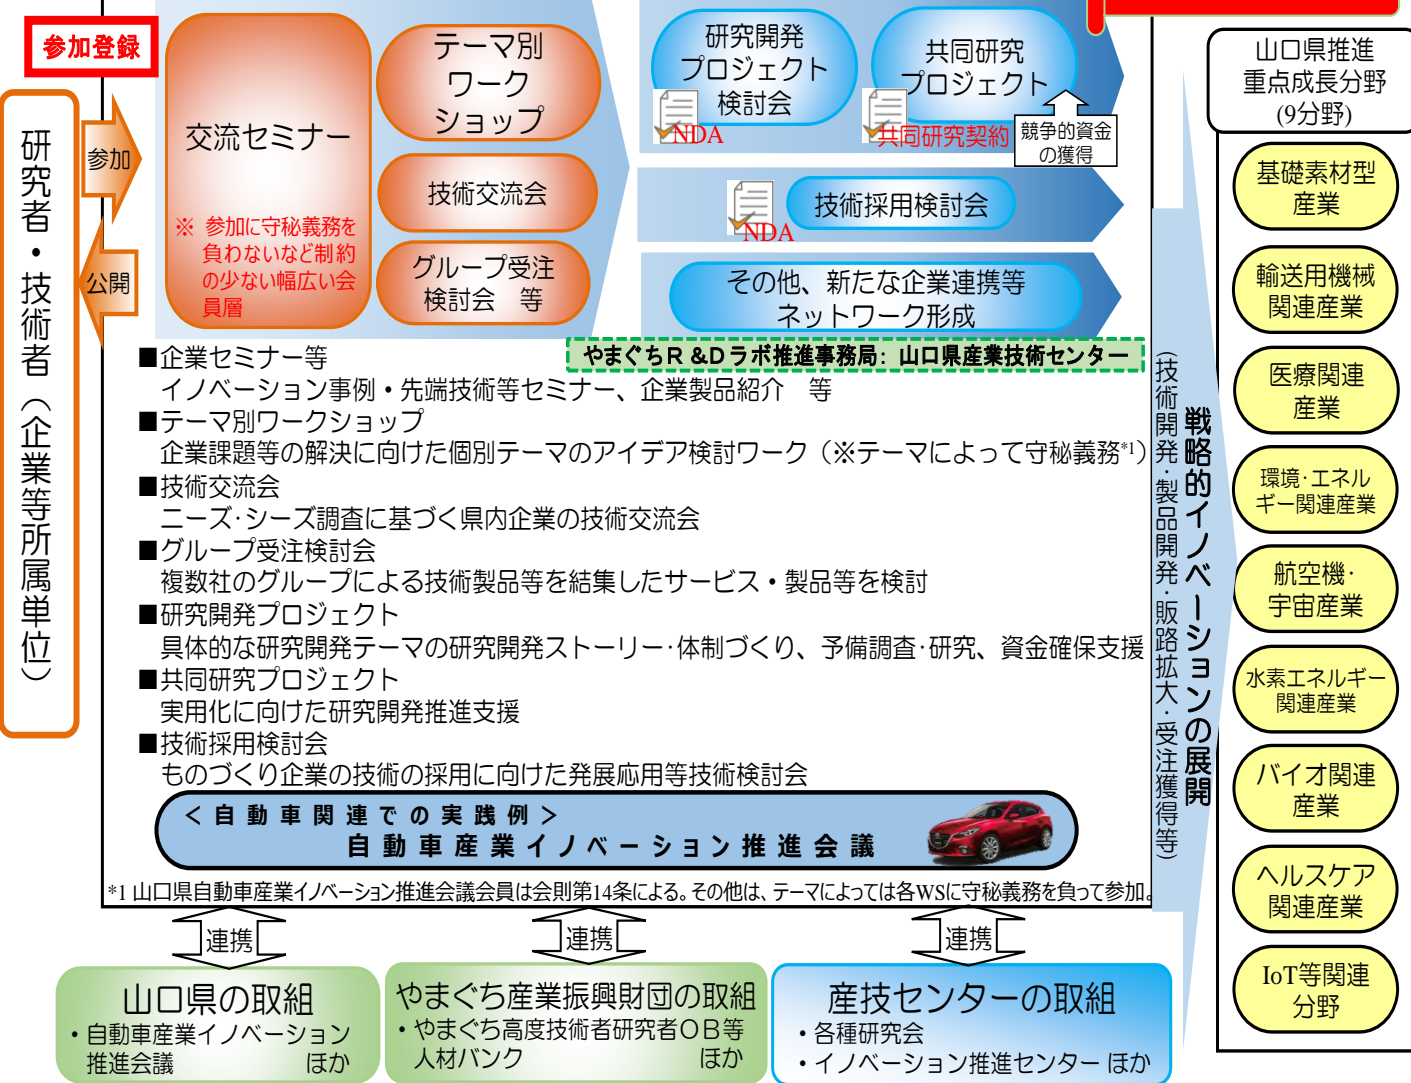 参加登録
研究者・技術者（企業等所属単位）
参加
公開
交流セミナー
※ 参加に守秘義務を
負わないなど制約
の少ない幅広い会
員層
テーマ別
ワーク
ショップ
技術交流会
グループ受注
検討会　等
研究開発
プロジェクト
検討会
NDA
共同研究
プロジェクト
共同研究契約
競争的資金
の獲得
技術採用検討会
NDA
その他、新たな企業連携等
ネットワーク形成
やまぐちR＆Dラボ推進事務局: 山口県産業技術センター
■企業セミナー等
イノベーション事例・先端技術等セミナー、企業製品紹介　等
■テーマ別ワークショップ
企業課題等の解決に向けた個別テーマのアイデア検討ワーク（※テーマによって守秘義務*1）
■技術交流会
ニーズ･シーズ調査に基づく県内企業の技術交流会
■グループ受注検討会
複数社のグループによる技術製品等を結集したサービス・製品等を検討
■研究開発プロジェクト
具体的な研究開発テーマの研究開発ストーリー･体制づくり、予備調査･研究、資金確保支援
■共同研究プロジェクト
実用化に向けた研究開発推進支援
■技術採用検討会
ものづくり企業の技術の採用に向けた発展応用等技術検討会
＜自動車関連での実践例＞
自動車産業イノベーション推進会議
*1 山口県自動車産業イノベーション推進会議会員は会則第14条による。その他は、テーマによっては各WSに守秘義務を負って参加。
戦略的イノベーションの展開
（技術開発･製品開発･販路拡大･受注獲得等）
山口県推進
重点成長分野
(9分野)
基礎素材型
産業
輸送用機械
関連産業
医療関連
産業
環境･エネル
ギー関連産業
航空機･
宇宙産業
水素エネルギー
関連産業
バイオ関連
産業
ヘルスケア
関連産業
IoT等関連
分野
連携
連携
連携
山口県の取組
・自動車産業イノベーション
推進会議　ほか
やまぐち産業振興財団の取組
・やまぐち高度技術者研究者ＯＢ等
人材バンク　ほか
産技センターの取組
・各種研究会
・イノベーション推進センター ほか